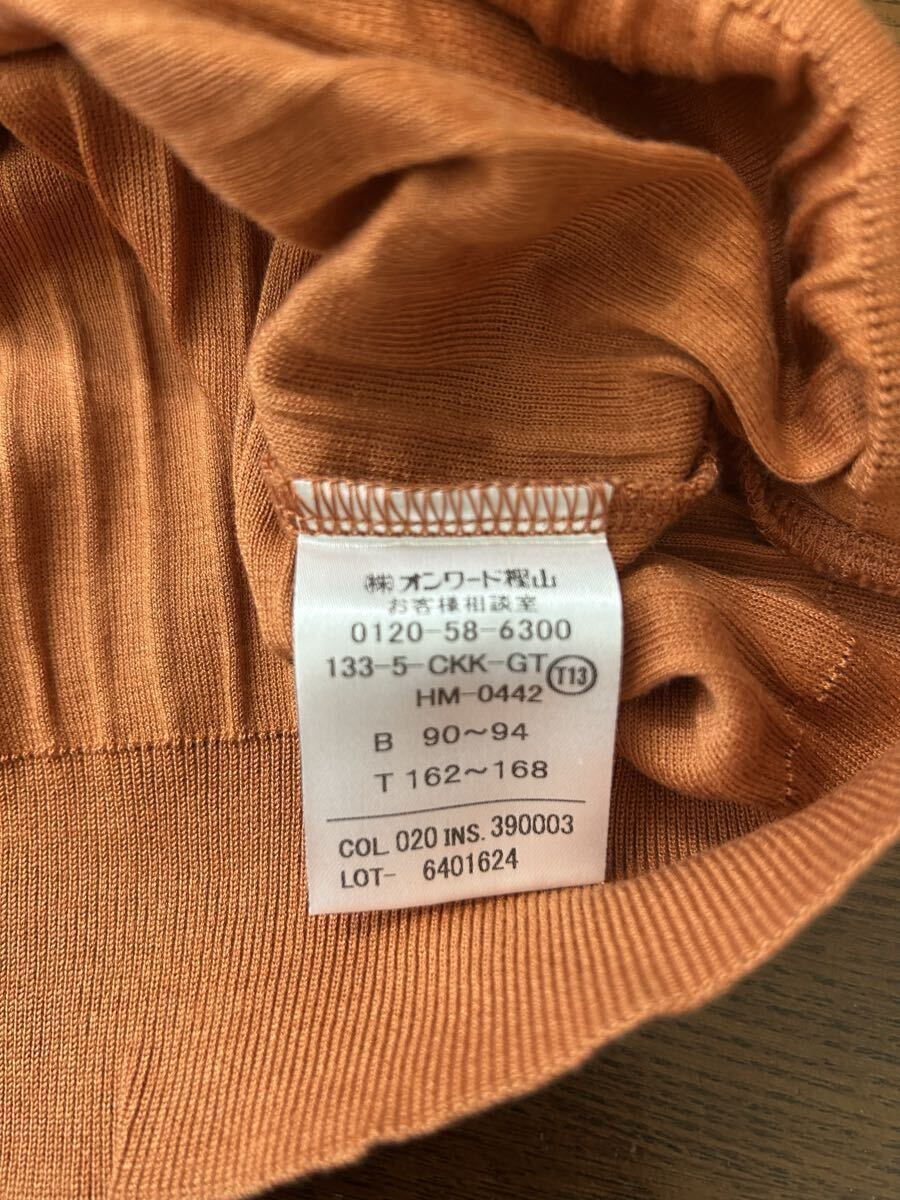 ㈱オンワード樫山
お客様相談室
0120-58-6300
133-5-CKK-GT T13
HM-0442
B 90～94
T 162～168
COL. 020 INS. 390003
LOT- 6401624